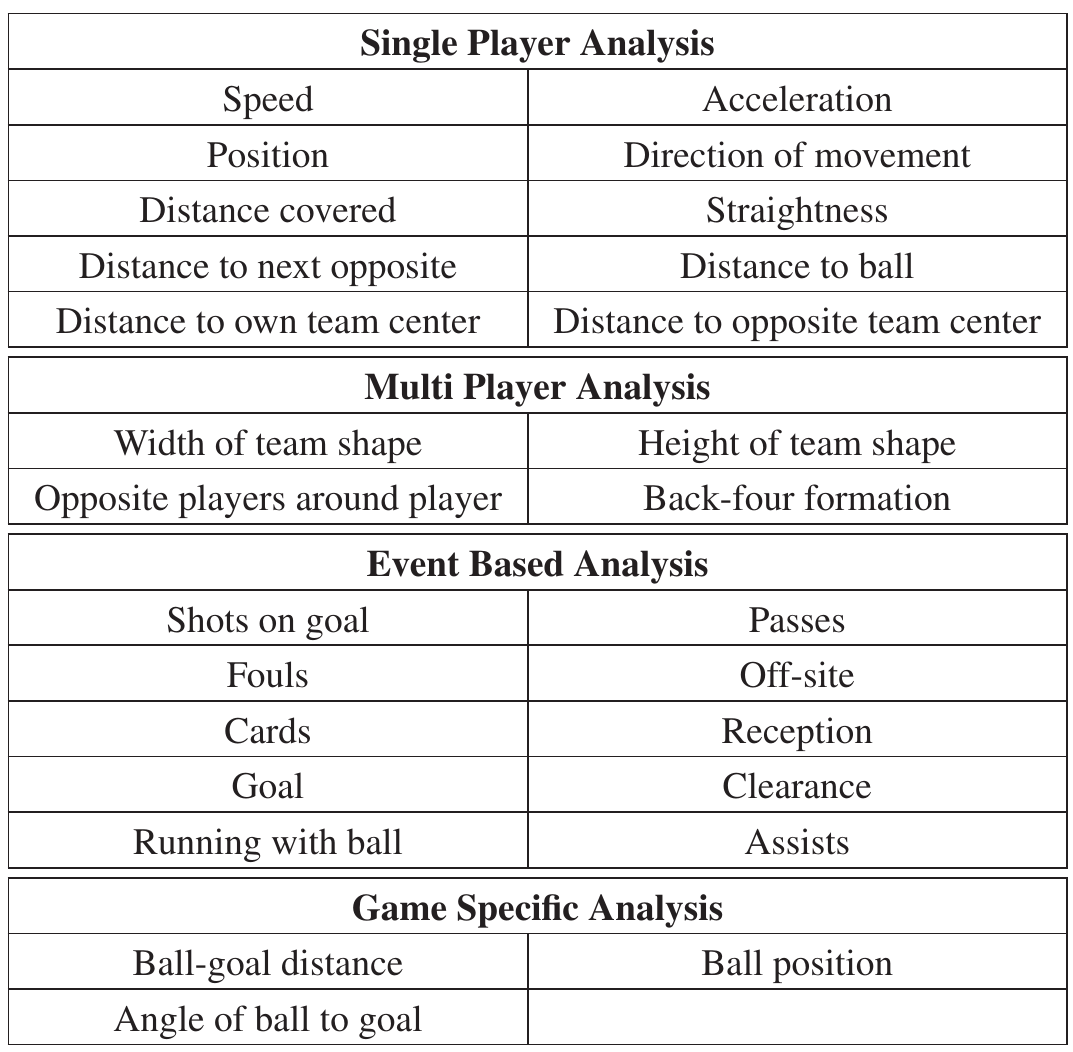 Single Player Analysis
Speed Acceleration
Position Direction of movement
Distance covered Straightness
Distance to next opposite Distance to ball
Distance to own team center Distance to opposite team center
Multi Player Analysis
Width of team shape Height of team shape
Opposite players around player Back-four formation
Event Based Analysis
Shots on goal Passes
Fouls Off-site
Cards Reception
Goal Clearance
Running with ball Assists
Game Specific Analysis
Ball-goal distance Ball position
Angle of ball to goal